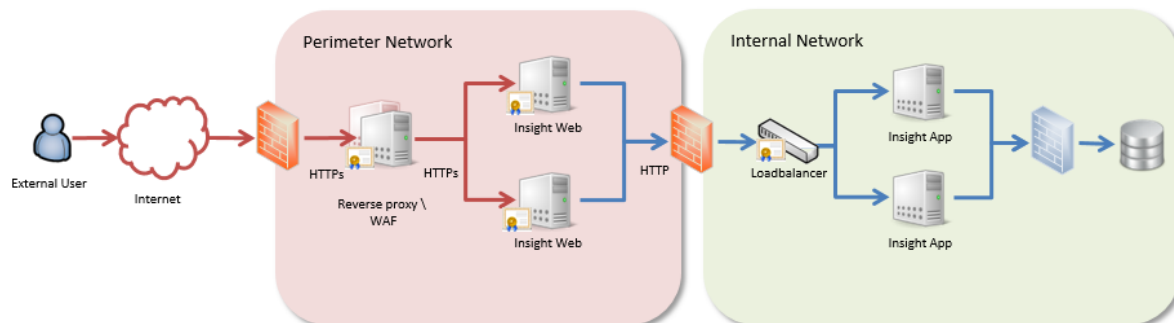 Perimeter Network
Internal Network
External User
Internet
HTTPs
Reverse proxy \
WAF
HTTPs
Insight Web
Insight Web
HTTP
Loadbalancer
Insight App
Insight App